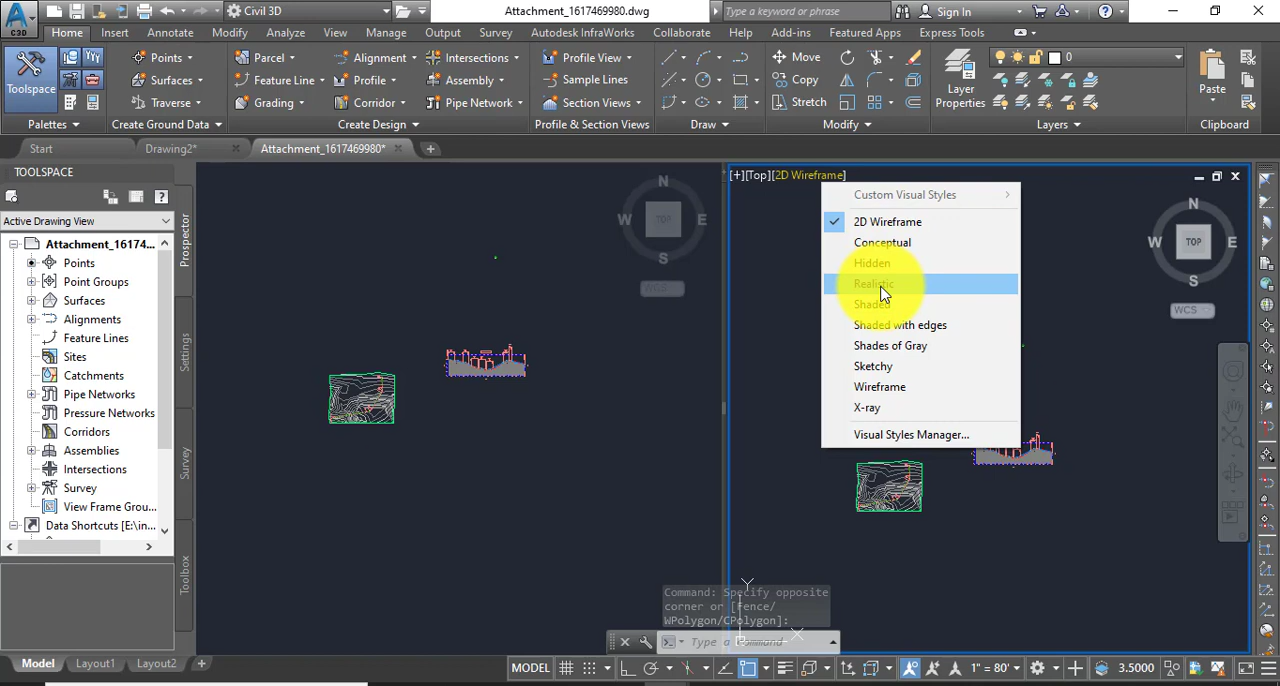 C3D
Civil 3D
Attachment_1617469980.dwg
Type a keyword or phrase
Sign In
Home
Insert
Annotate
Modify
Analyze
View
Manage
Output
Survey
Autodesk InfraWorks
Collaborate
Help
Add-ins
Featured Apps
Express Tools
Toolspace
Points
Surfaces
Traverse
Parcel
Feature Line
Grading
Alignment
Profile
Corridor
Intersections
Assembly
Pipe Network
Profile View
Sample Lines
Section Views
Move
Copy
Stretch
Layer
Properties
0
Paste
Palettes
Create Ground Data
Create Design
Profile & Section Views
Draw
Modify
Layers
Clipboard
Start
Drawing2*
Attachment_1617469980*
TOOLSPACE
Active Drawing View
Attachment_16174...
Points
Point Groups
Surfaces
Alignments
Feature Lines
Sites
Catchments
Pipe Networks
Pressure Networks
Corridors
Assemblies
Intersections
Survey
View Frame Grou...
Data Shortcuts [E:\in...
Prospector
Settings
Survey
Toolbox
N
W TOP E
S
WCS
[+][Top][2D Wireframe]
Custom Visual Styles
2D Wireframe
Conceptual
Hidden
Realistic
Shaded
Shaded with edges
Shades of Gray
Sketchy
Wireframe
X-ray
Visual Styles Manager...
N
W TOP E
S
WCS
Y
X
Command: Specify opposite
corner or [Fence/
WPolygon/CPolygon]:
Type a command
Model
Layout1
Layout2
MODEL
1" = 80'
3.5000